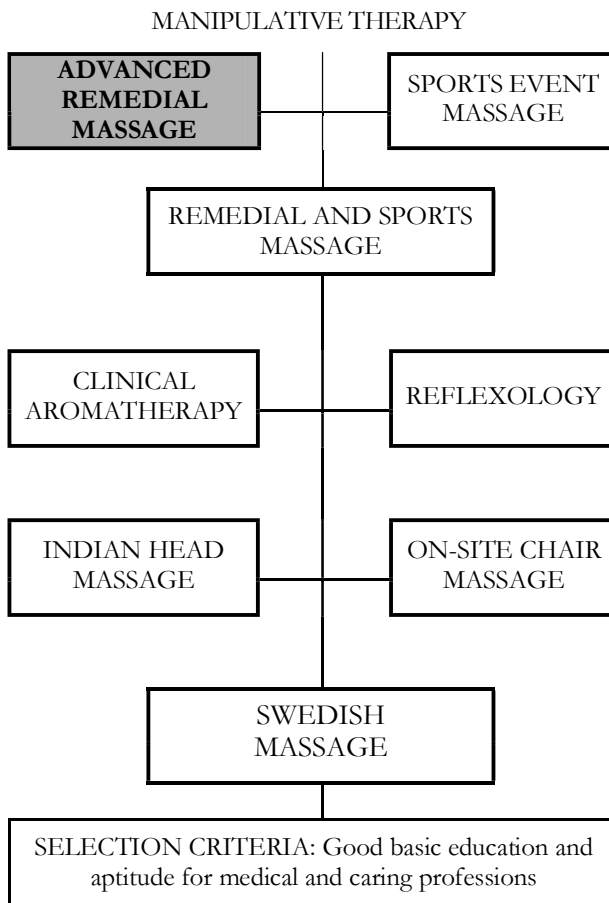 MANIPULATIVE THERAPY
ADVANCED
REMEDIAL
MASSAGE
SPORTS EVENT
MASSAGE
REMEDIAL AND SPORTS
MASSAGE
CLINICAL
AROMATHERAPY
REFLEXOLOGY
INDIAN HEAD
MASSAGE
ON-SITE CHAIR
MASSAGE
SWEDISH
MASSAGE
SELECTION CRITERIA: Good basic education and
aptitude for medical and caring professions